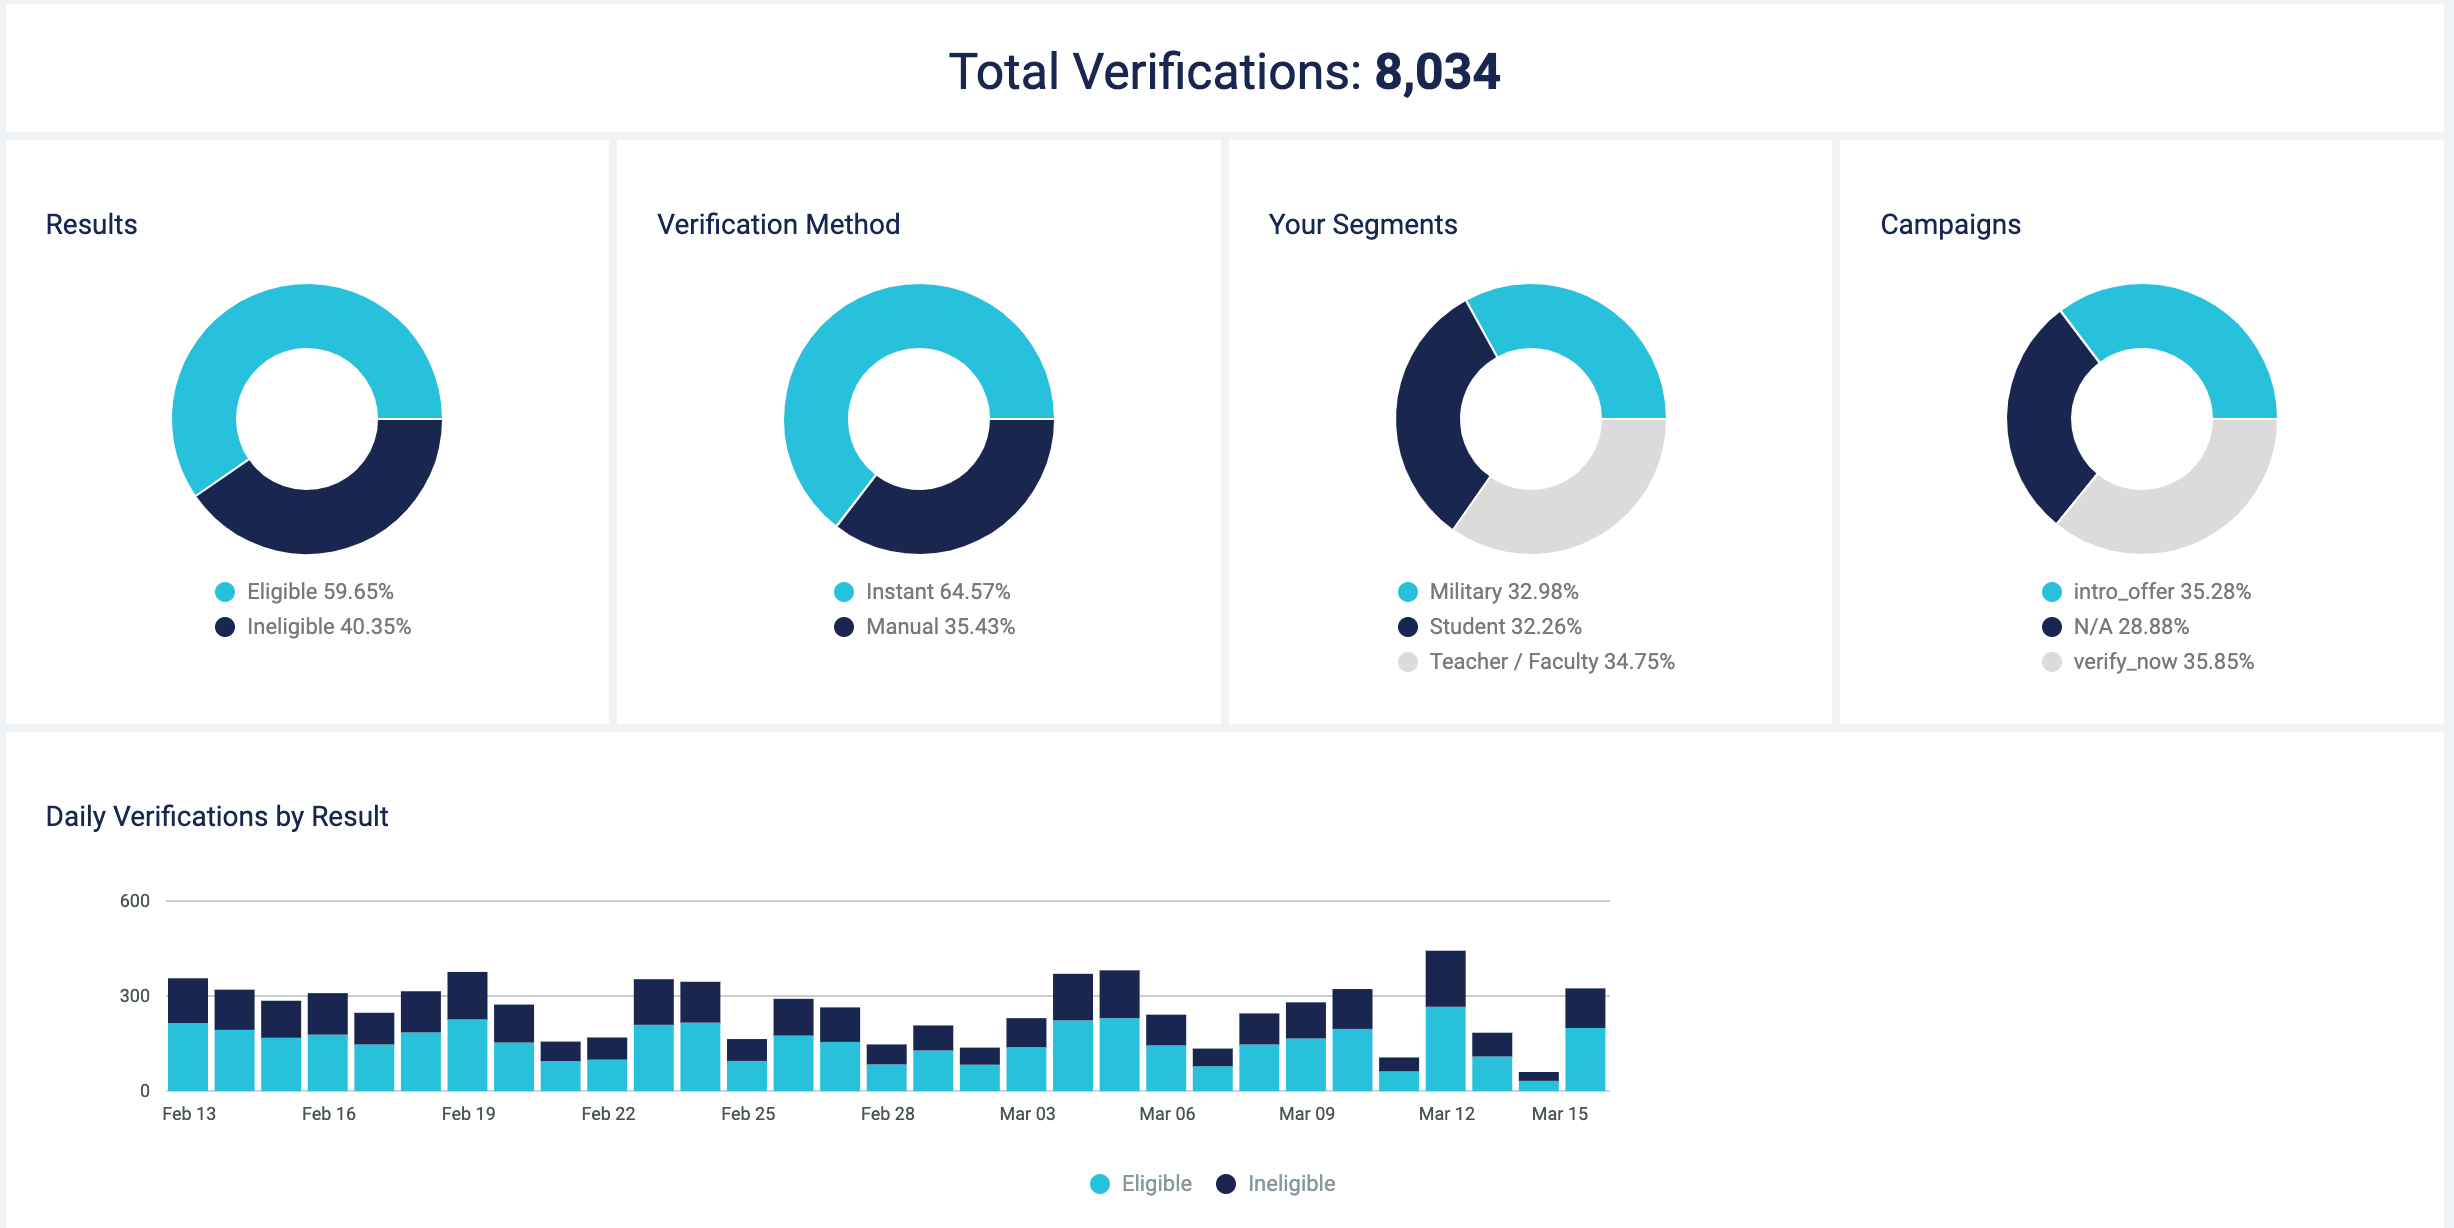 Total Verifications: 8,034
Results
Eligible 59.65%
Ineligible 40.35%
Verification Method
Instant 64.57%
Manual 35.43%
Your Segments
Military 32.98%
Student 32.26%
Teacher / Faculty 34.75%
Campaigns
intro_offer 35.28%
N/A 28.88%
verify_now 35.85%
Daily Verifications by Result
600
300
0
Feb 13 Feb 16 Feb 19 Feb 22 Feb 25 Feb 28 Mar 03 Mar 06 Mar 09 Mar 12 Mar 15
Eligible Ineligible